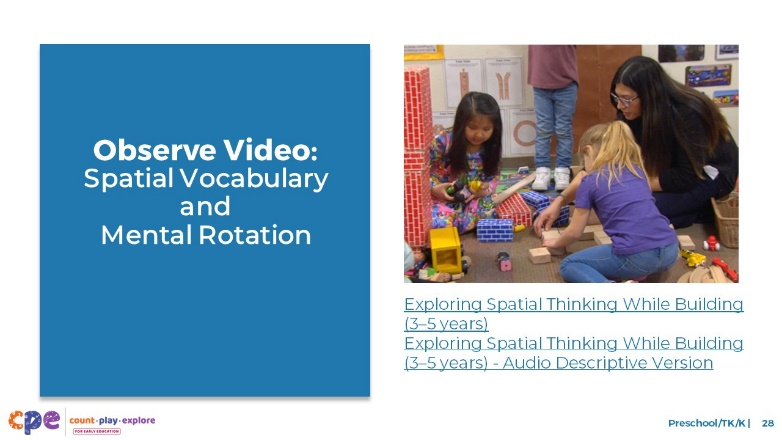 Observe Video:
Spatial Vocabulary
and
Mental Rotation
Exploring Spatial Thinking While Building
(3–5 years)
Exploring Spatial Thinking While Building
(3–5 years) - Audio Descriptive Version
cpe
count·play·explore
FOR EARLY EDUCATION
Preschool/TK/K | 28